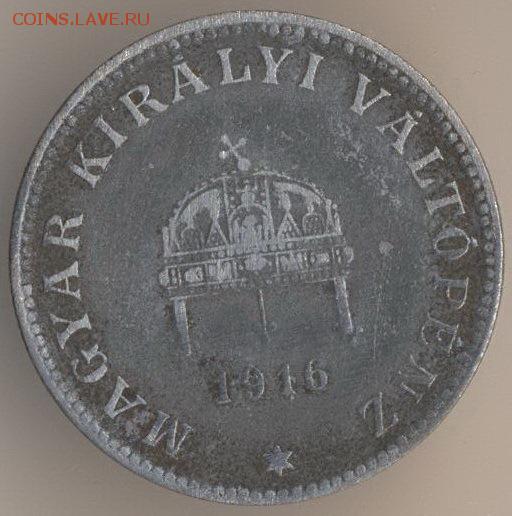 COINS.LAVE.RU
MAGYAR KIRÁLYI VÁLTÓPÉNZ
1916